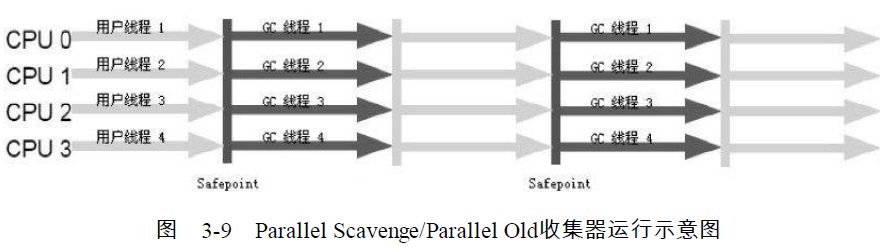 CPU 0 用户线程 1 GC 线程 1 GC 线程 1
CPU 1 用户线程 2 GC 线程 2 GC 线程 2
CPU 2 用户线程 3 GC 线程 3 GC 线程 3
CPU 3 用户线程 4 GC 线程 4 GC 线程 4
Safepoint Safepoint
图 3-9 Parallel Scavenge/Parallel Old收集器运行示意图